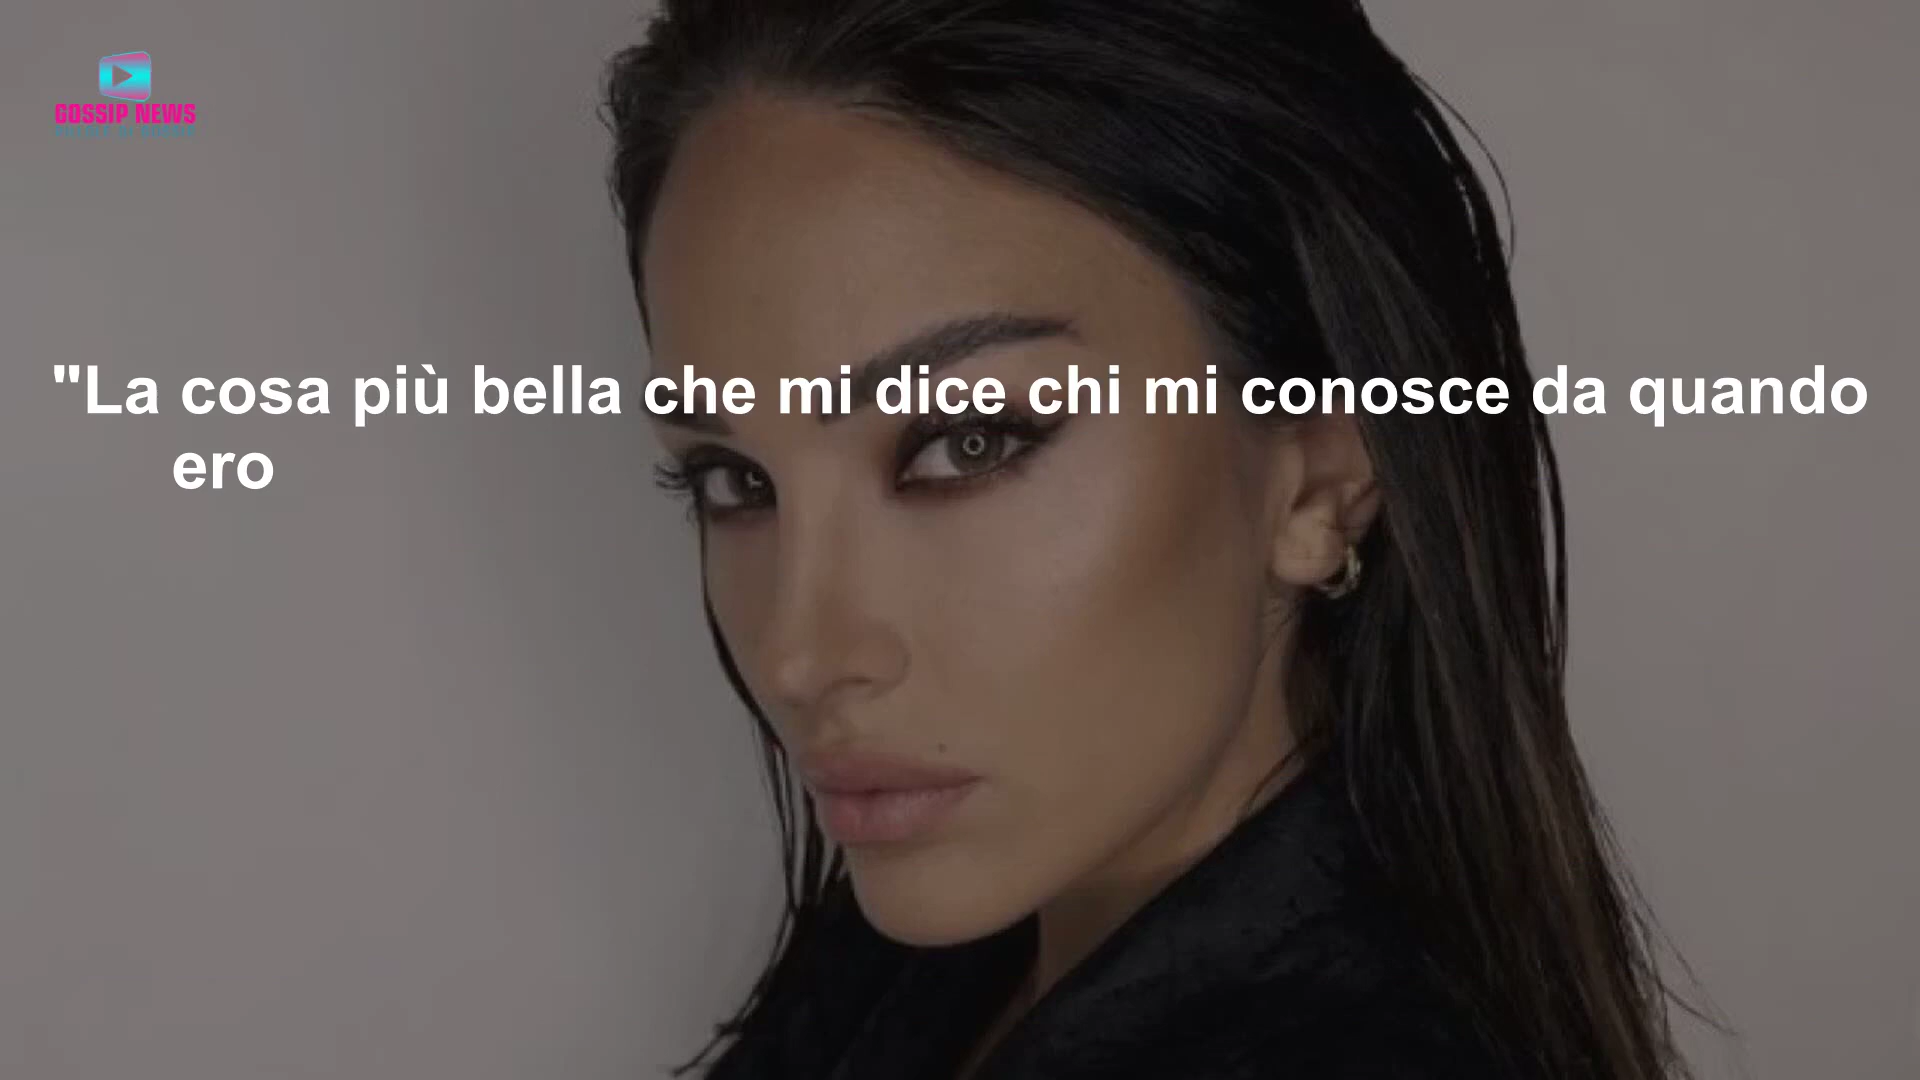 GOSSIP NEWS
"La cosa più bella che mi dice chi mi conosce da quando
ero